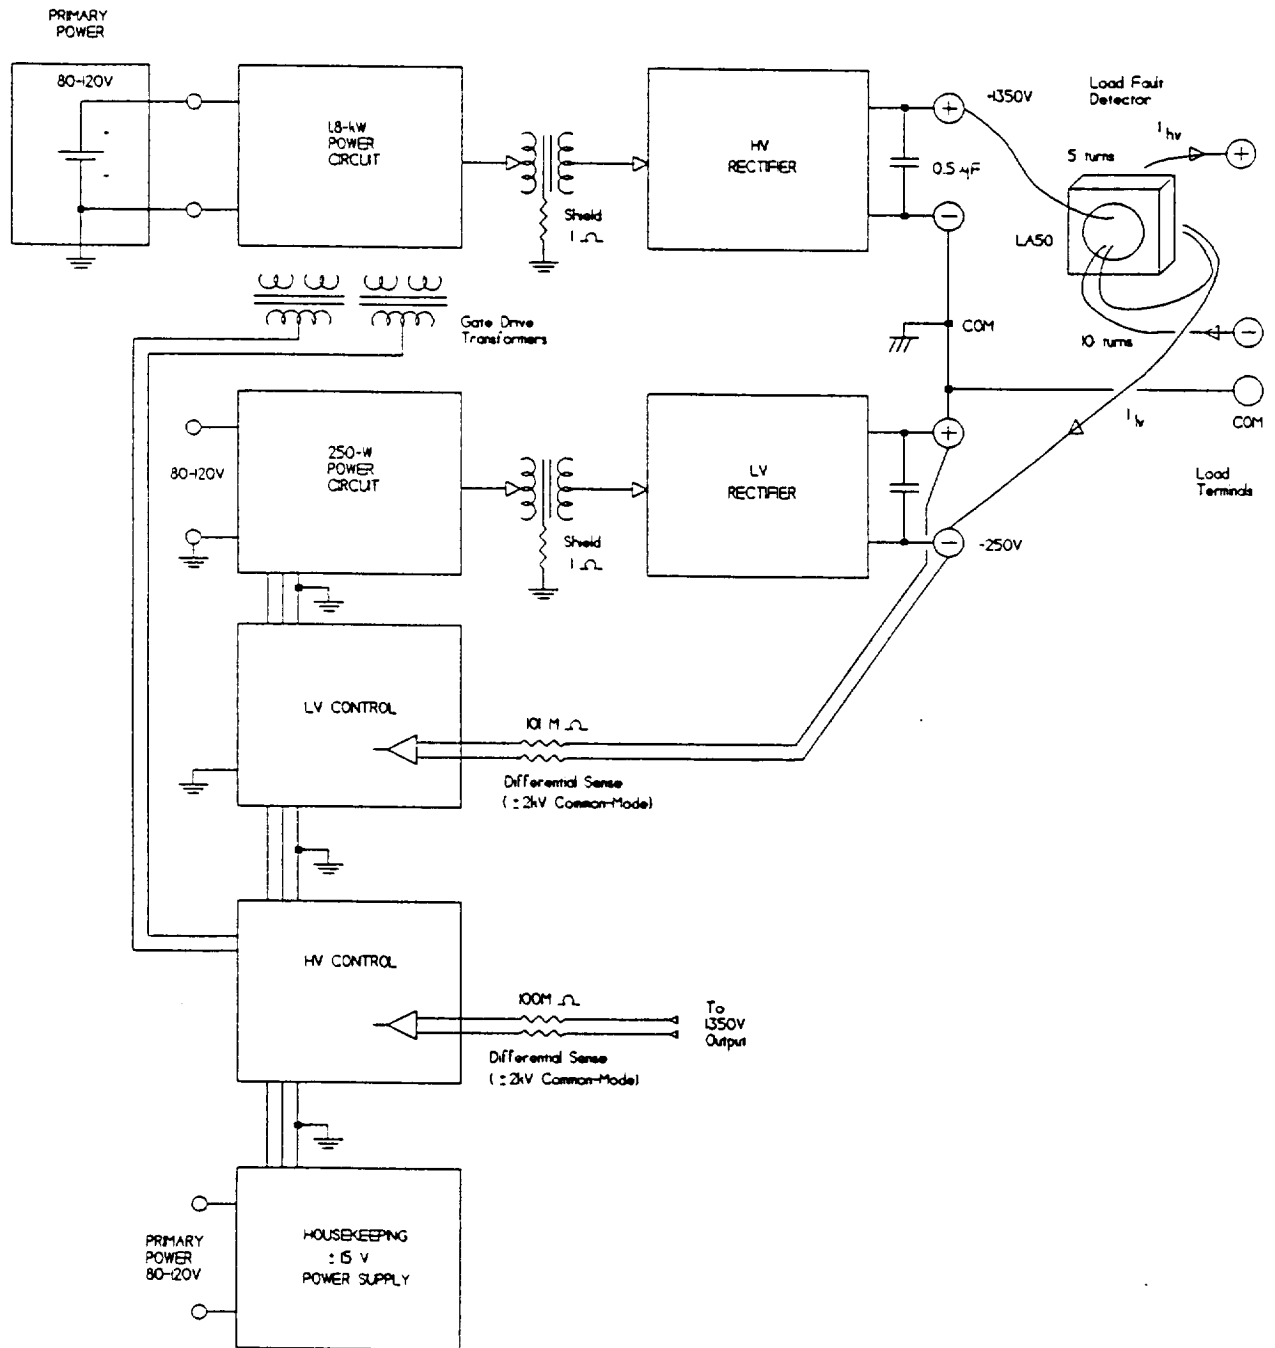 PRIMARY
POWER
80-120V
1.8-kW
POWER
CIRCUIT
Shield
1 Ω
HV
RECTIFIER
0.5 µF
+
−
+1350V
Load Fault
Detector
I hv
+
5 turns
LA50
10 turns
−
COM
COM
I lv
Load
Terminals
Gate Drive
Transformers
80-120V
250-W
POWER
CIRCUIT
Shield
1 Ω
LV
RECTIFIER
+
−
-250V
LV CONTROL
101 M Ω
Differential Sense
(±2kV Common-Mode)
HV CONTROL
100M Ω
Differential Sense
(±2kV Common-Mode)
To
1350V
Output
PRIMARY
POWER
80-120V
HOUSEKEEPING
±15 V
POWER SUPPLY